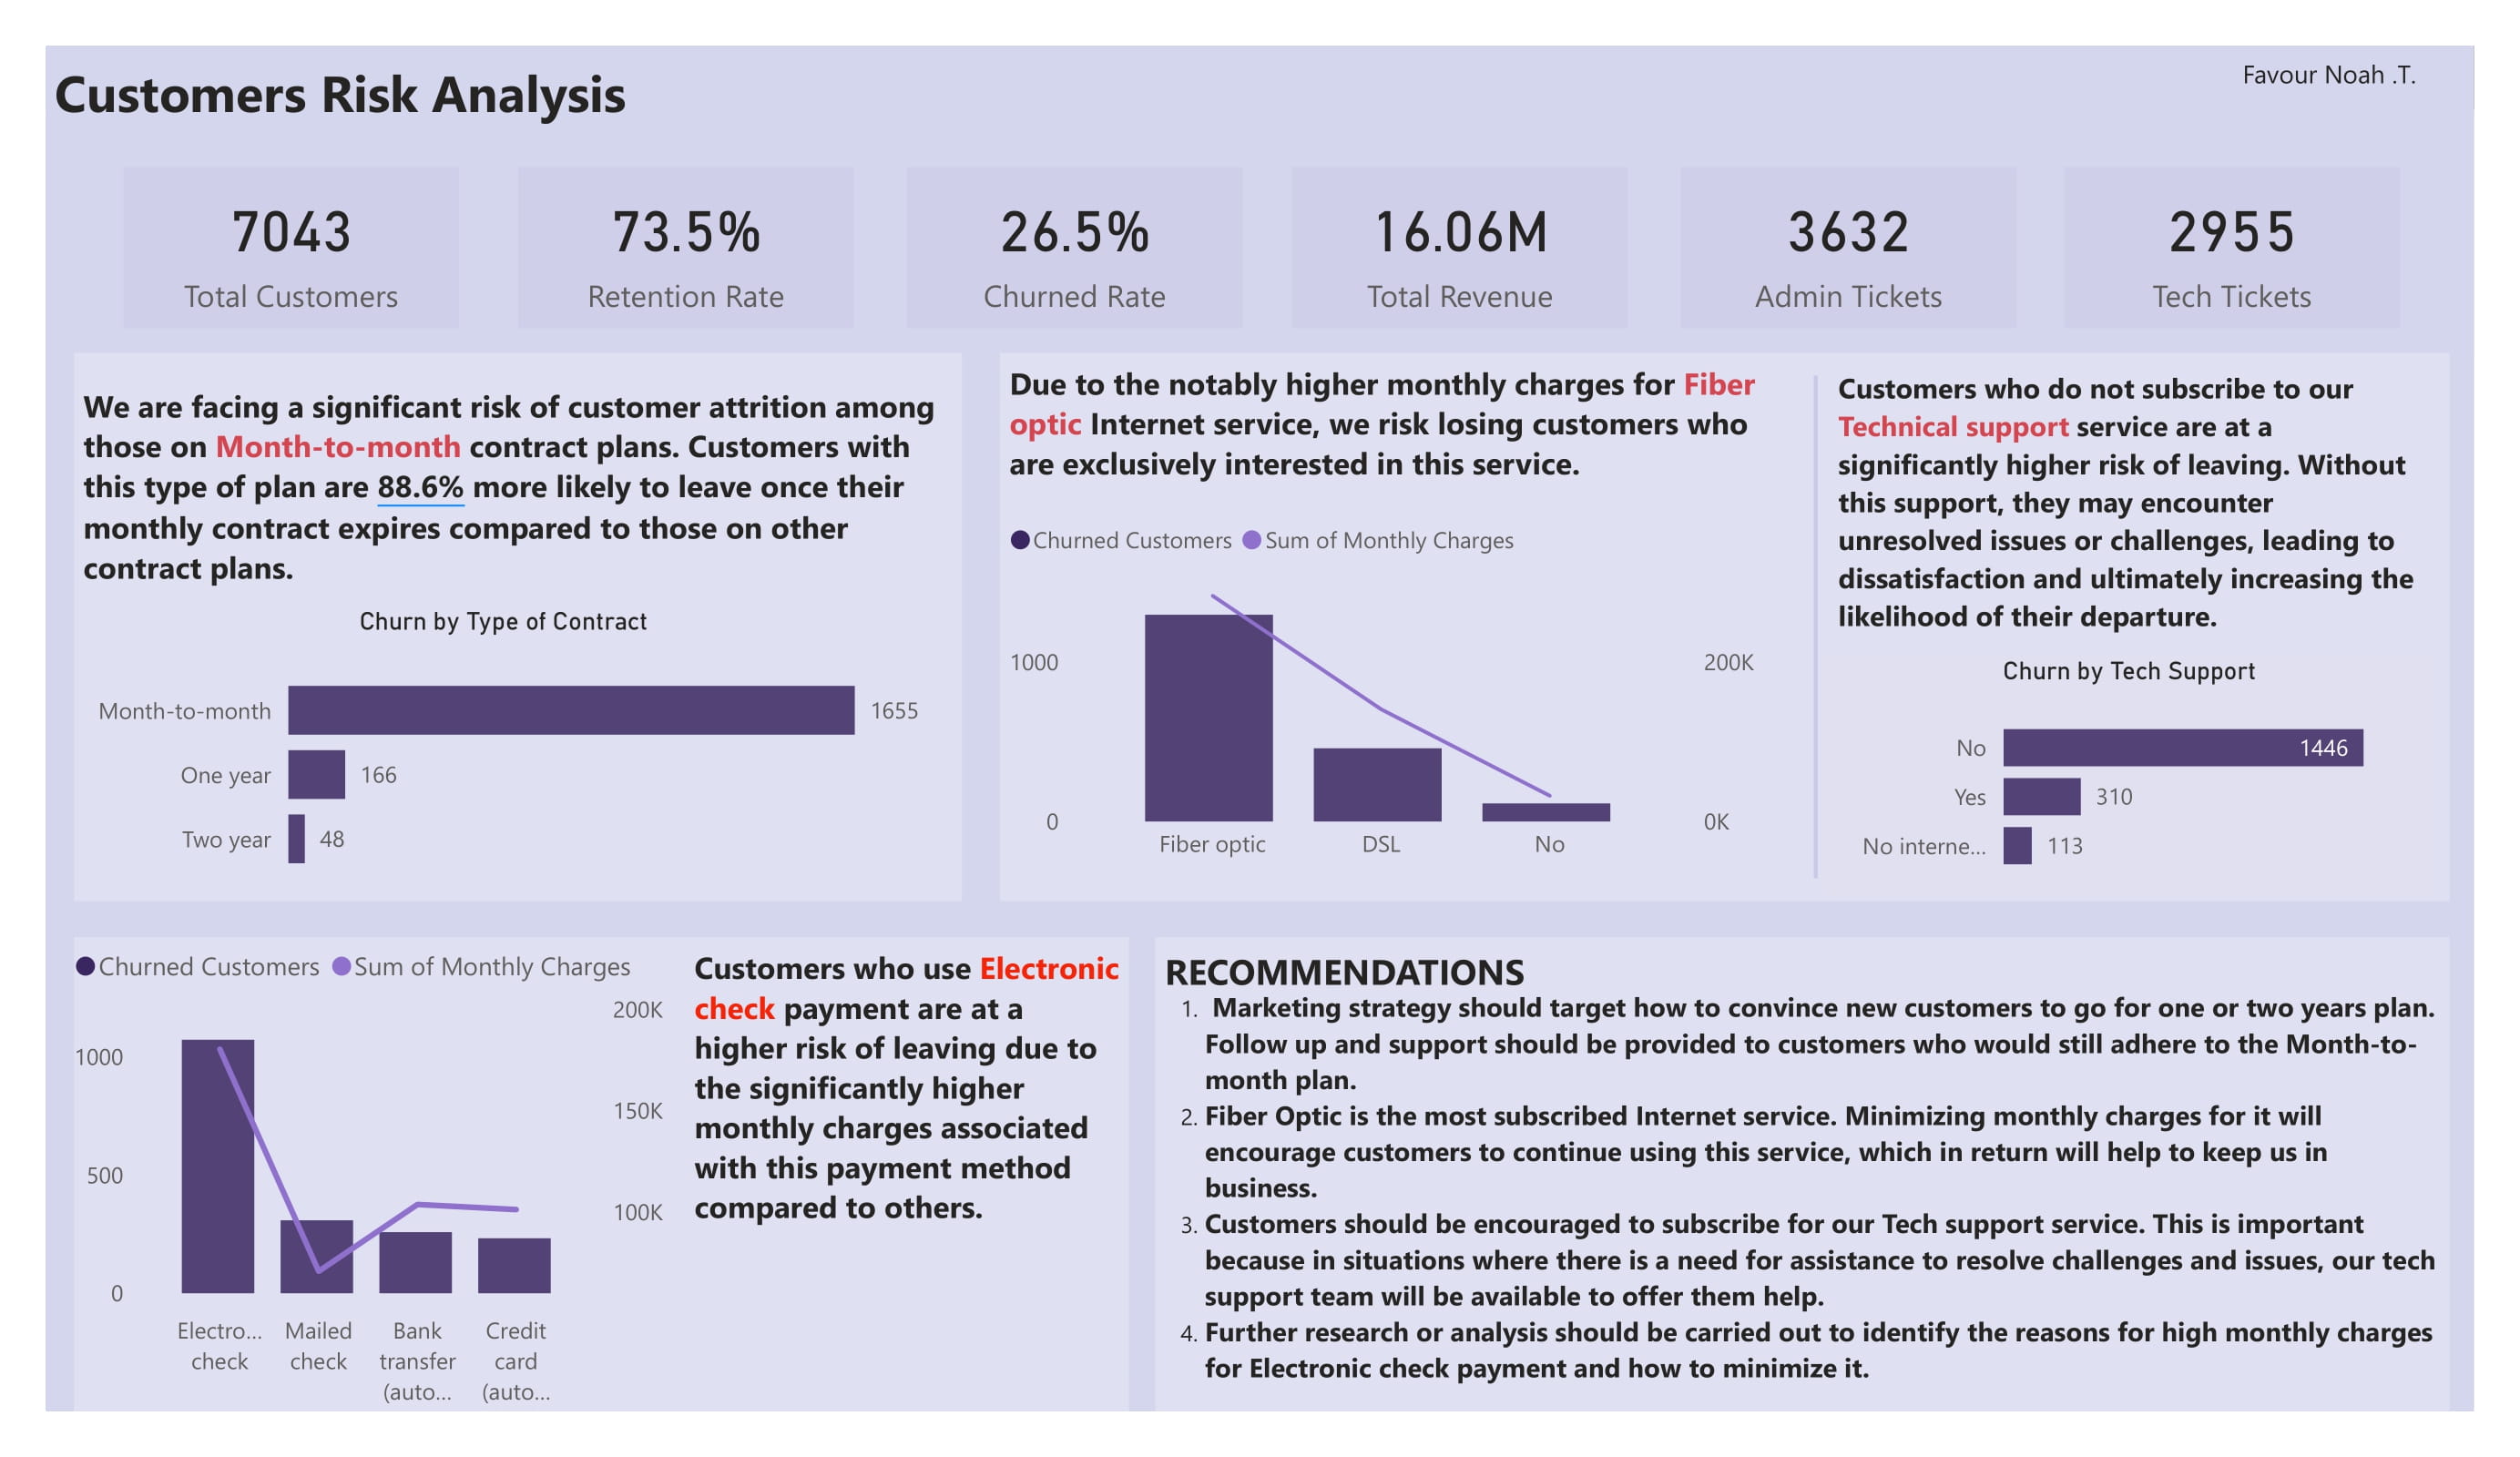 Customers Risk Analysis
Favour Noah .T.
7043
Total Customers
73.5%
Retention Rate
26.5%
Churned Rate
16.06M
Total Revenue
3632
Admin Tickets
2955
Tech Tickets
We are facing a significant risk of customer attrition among
those on Month-to-month contract plans. Customers with
this type of plan are 88.6% more likely to leave once their
monthly contract expires compared to those on other
contract plans.
Churn by Type of Contract
Month-to-month 1655
One year 166
Two year 48
Due to the notably higher monthly charges for Fiber
optic Internet service, we risk losing customers who
are exclusively interested in this service.
Churned Customers Sum of Monthly Charges
1000 200K
0 0K
Fiber optic DSL No
Customers who do not subscribe to our
Technical support service are at a
significantly higher risk of leaving. Without
this support, they may encounter
unresolved issues or challenges, leading to
dissatisfaction and ultimately increasing the
likelihood of their departure.
Churn by Tech Support
No 1446
Yes 310
No interne... 113
Churned Customers Sum of Monthly Charges
200K
1000
150K
500
100K
0
Electro... Mailed Bank Credit
check check transfer card
(auto... (auto...
Customers who use Electronic
check payment are at a
higher risk of leaving due to
the significantly higher
monthly charges associated
with this payment method
compared to others.
RECOMMENDATIONS
1. Marketing strategy should target how to convince new customers to go for one or two years plan.
Follow up and support should be provided to customers who would still adhere to the Month-to-
month plan.
2. Fiber Optic is the most subscribed Internet service. Minimizing monthly charges for it will
encourage customers to continue using this service, which in return will help to keep us in
business.
3. Customers should be encouraged to subscribe for our Tech support service. This is important
because in situations where there is a need for assistance to resolve challenges and issues, our tech
support team will be available to offer them help.
4. Further research or analysis should be carried out to identify the reasons for high monthly charges
for Electronic check payment and how to minimize it.